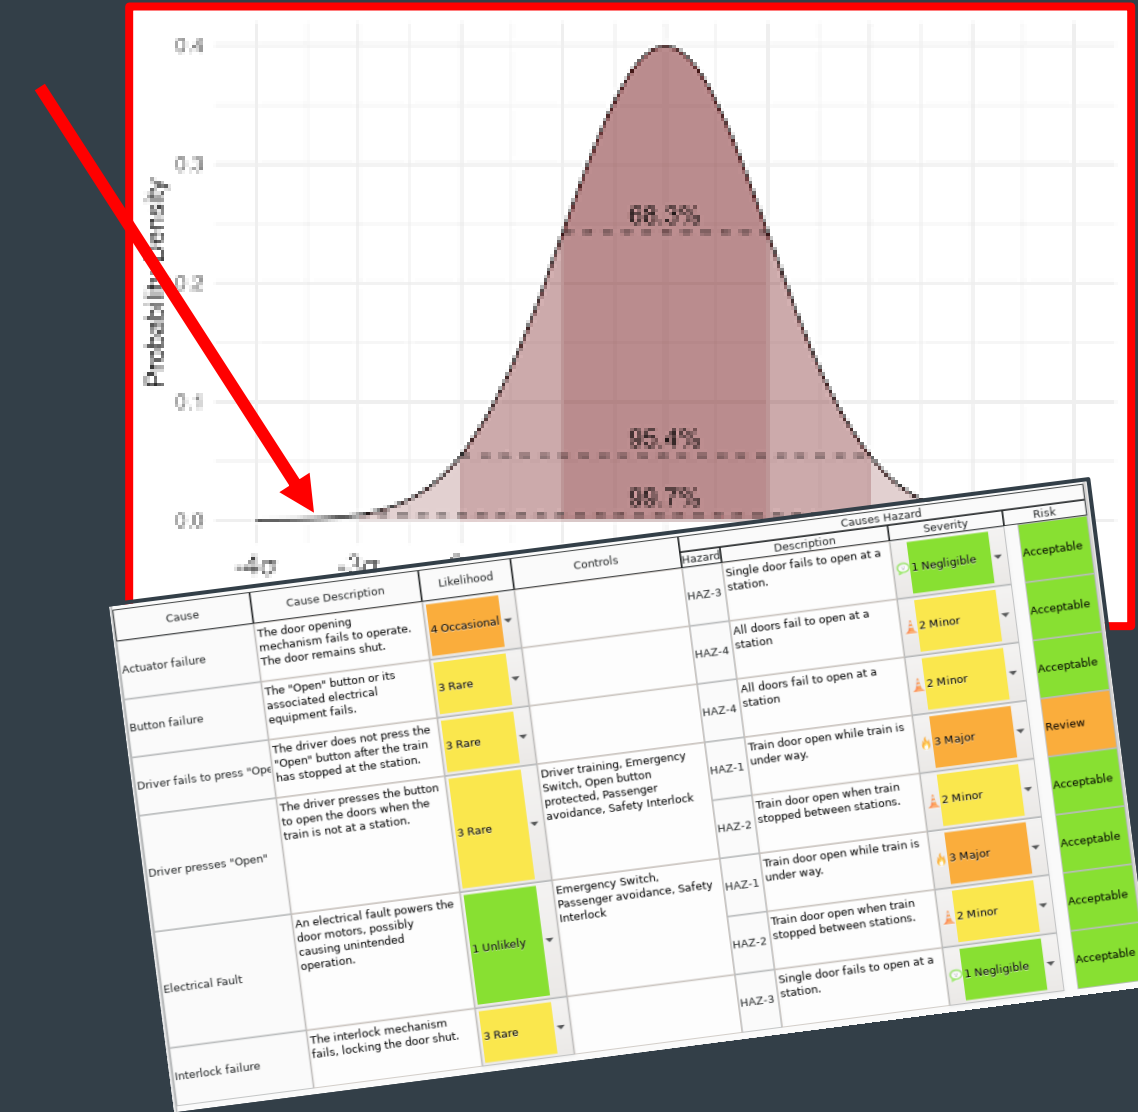 0.4
0.3
0.2
0.1
0.0
Probability Density
68.3%
95.4%
99.7%
-4σ
-3σ
Causes Hazard
Cause
Cause Description
Likelihood
Controls
Hazard
Description
Severity
Risk
Actuator failure
The door opening
mechanism fails to operate.
The door remains shut.
4 Occasional
HAZ-3
Single door fails to open at a
station.
1 Negligible
Acceptable
Button failure
The "Open" button or its
associated electrical
equipment fails.
3 Rare
HAZ-4
All doors fail to open at a
station
2 Minor
Acceptable
Driver fails to press "Ope
The driver does not press the
"Open" button after the train
has stopped at the station.
3 Rare
HAZ-4
All doors fail to open at a
station
2 Minor
Acceptable
Driver presses "Open"
The driver presses the button
to open the doors when the
train is not at a station.
3 Rare
Driver training, Emergency
Switch, Open button
protected, Passenger
avoidance, Safety Interlock
HAZ-1
Train door open while train is
under way.
3 Major
Review
HAZ-2
Train door open when train
stopped between stations.
2 Minor
Acceptable
Electrical Fault
An electrical fault powers the
door motors, possibly
causing unintended
operation.
1 Unlikely
Emergency Switch,
Passenger avoidance, Safety
Interlock
HAZ-1
Train door open while train is
under way.
3 Major
Acceptable
HAZ-2
Train door open when train
stopped between stations.
2 Minor
Acceptable
Interlock failure
The interlock mechanism
fails, locking the door shut.
3 Rare
HAZ-3
Single door fails to open at a
station.
1 Negligible
Acceptable